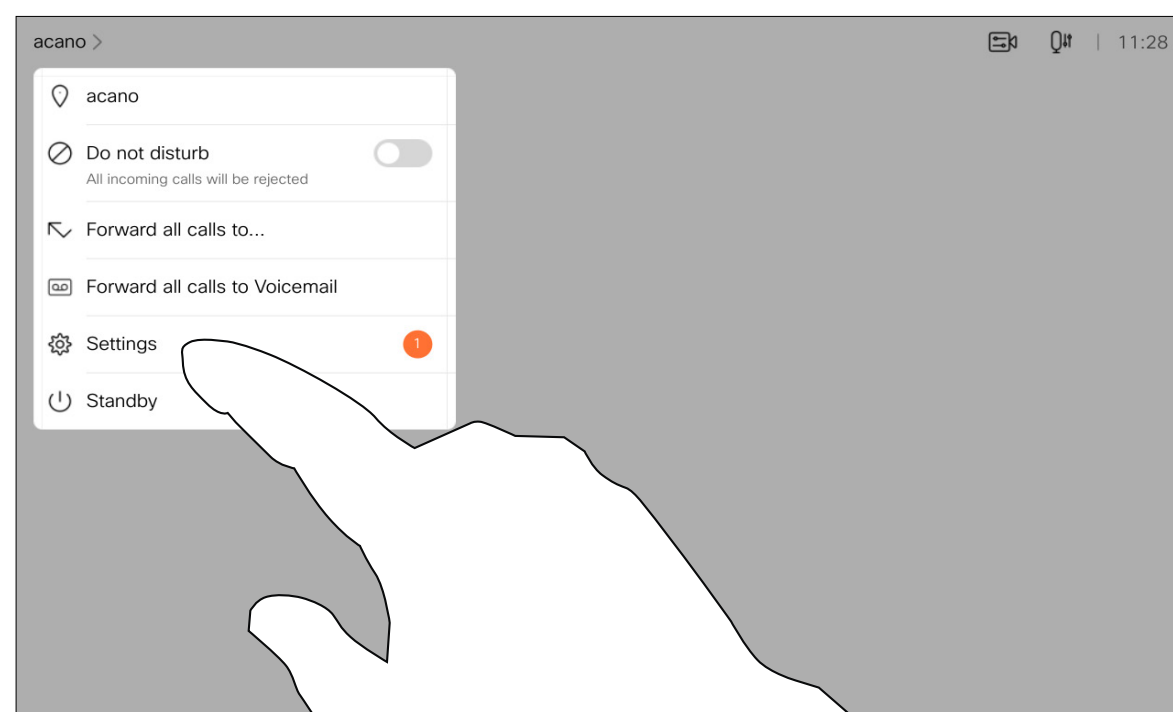 acano >
11:28
acano
Do not disturb
All incoming calls will be rejected
Forward all calls to...
Forward all calls to Voicemail
Settings 1
Standby